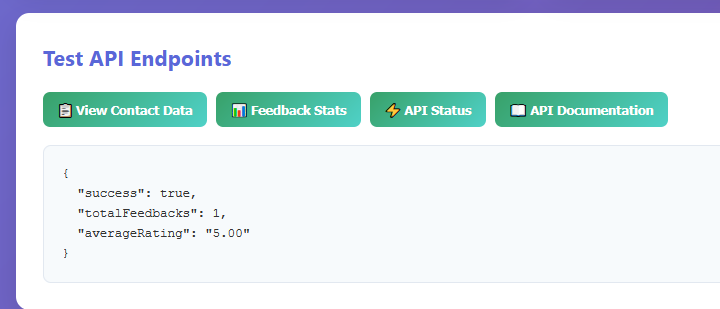 Test API Endpoints
📋 View Contact Data 📊 Feedback Stats ⚡ API Status 📖 API Documentation
{
  "success": true,
  "totalFeedbacks": 1,
  "averageRating": "5.00"
}